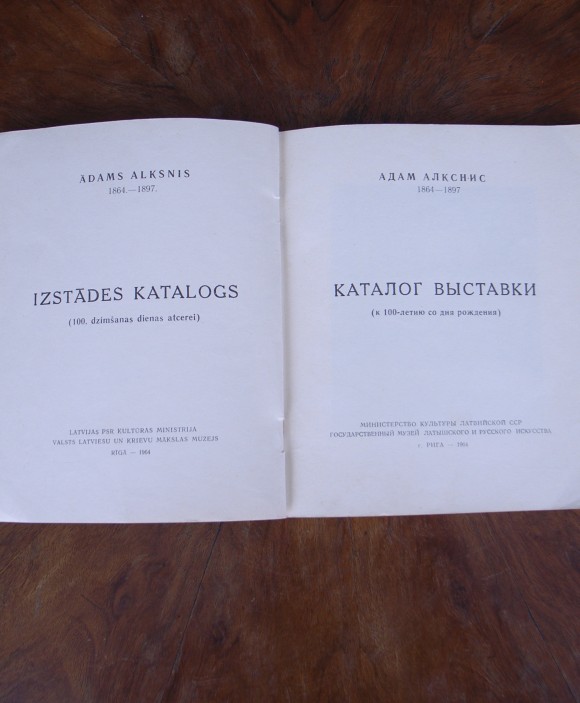 ĀDAMS ALKSNIS
1864.—1897.
IZSTĀDES KATALOGS
(100. dzimšanas dienas atcerei)
LATVIJAS PSR KULTŪRAS MINISTRIJA
VALSTS LATVIEŠU UN KRIEVU MĀKSLAS MUZEJS
RĪGĀ — 1964
АДАМ АЛКСНИС
1864—1897
КАТАЛОГ ВЫСТАВКИ
(к 100-летию со дня рождения)
МИНИСТЕРСТВО КУЛЬТУРЫ ЛАТВИЙСКОЙ ССР
ГОСУДАРСТВЕННЫЙ МУЗЕЙ ЛАТЫШСКОГО И РУССКОГО ИСКУССТВА
г. РИГА — 1964